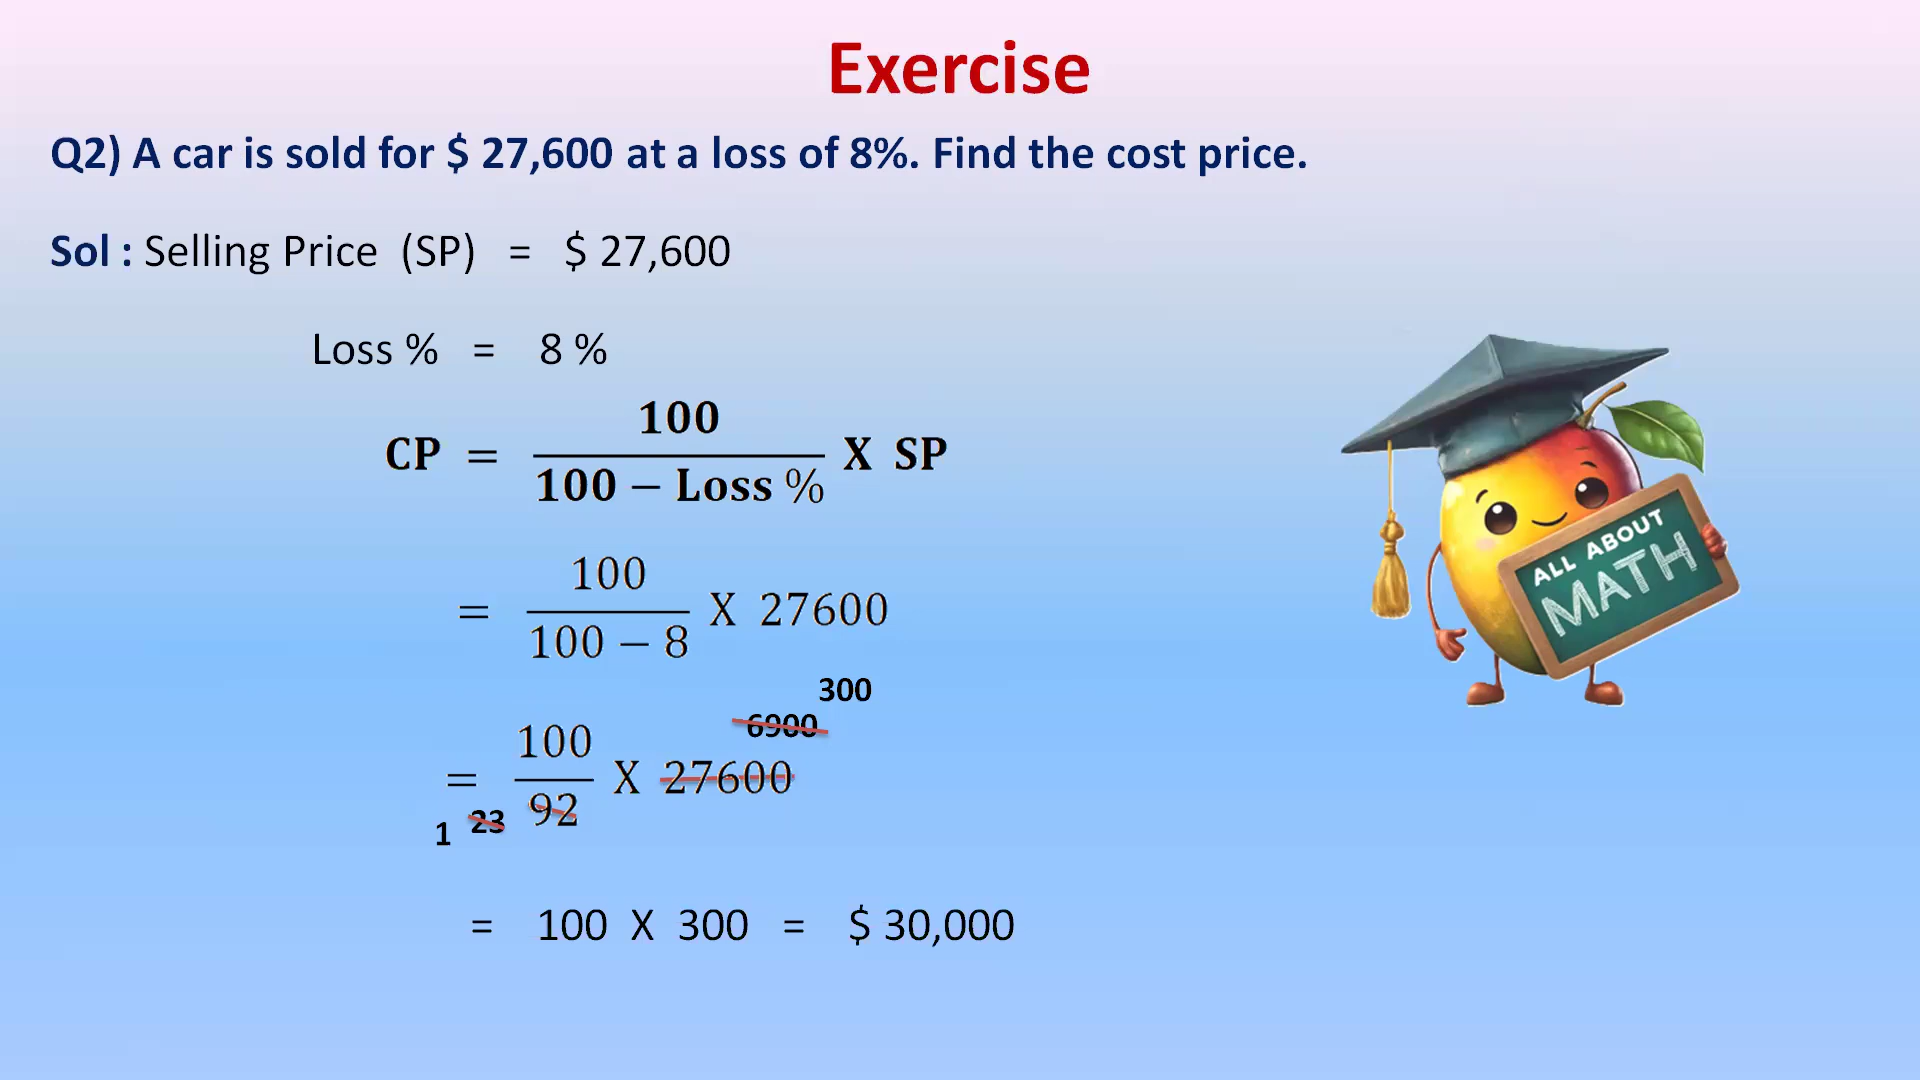 Exercise
Q2) A car is sold for $ 27,600 at a loss of 8%. Find the cost price.
Sol : Selling Price (SP) = $ 27,600
Loss % = 8 %
CP = 100 / 100 − Loss % X SP
= 100 / 100 − 8 X 27600
300
6900
= 100 / 92 X 27600
1 23
= 100 X 300 = $ 30,000
ALL ABOUT
MATH